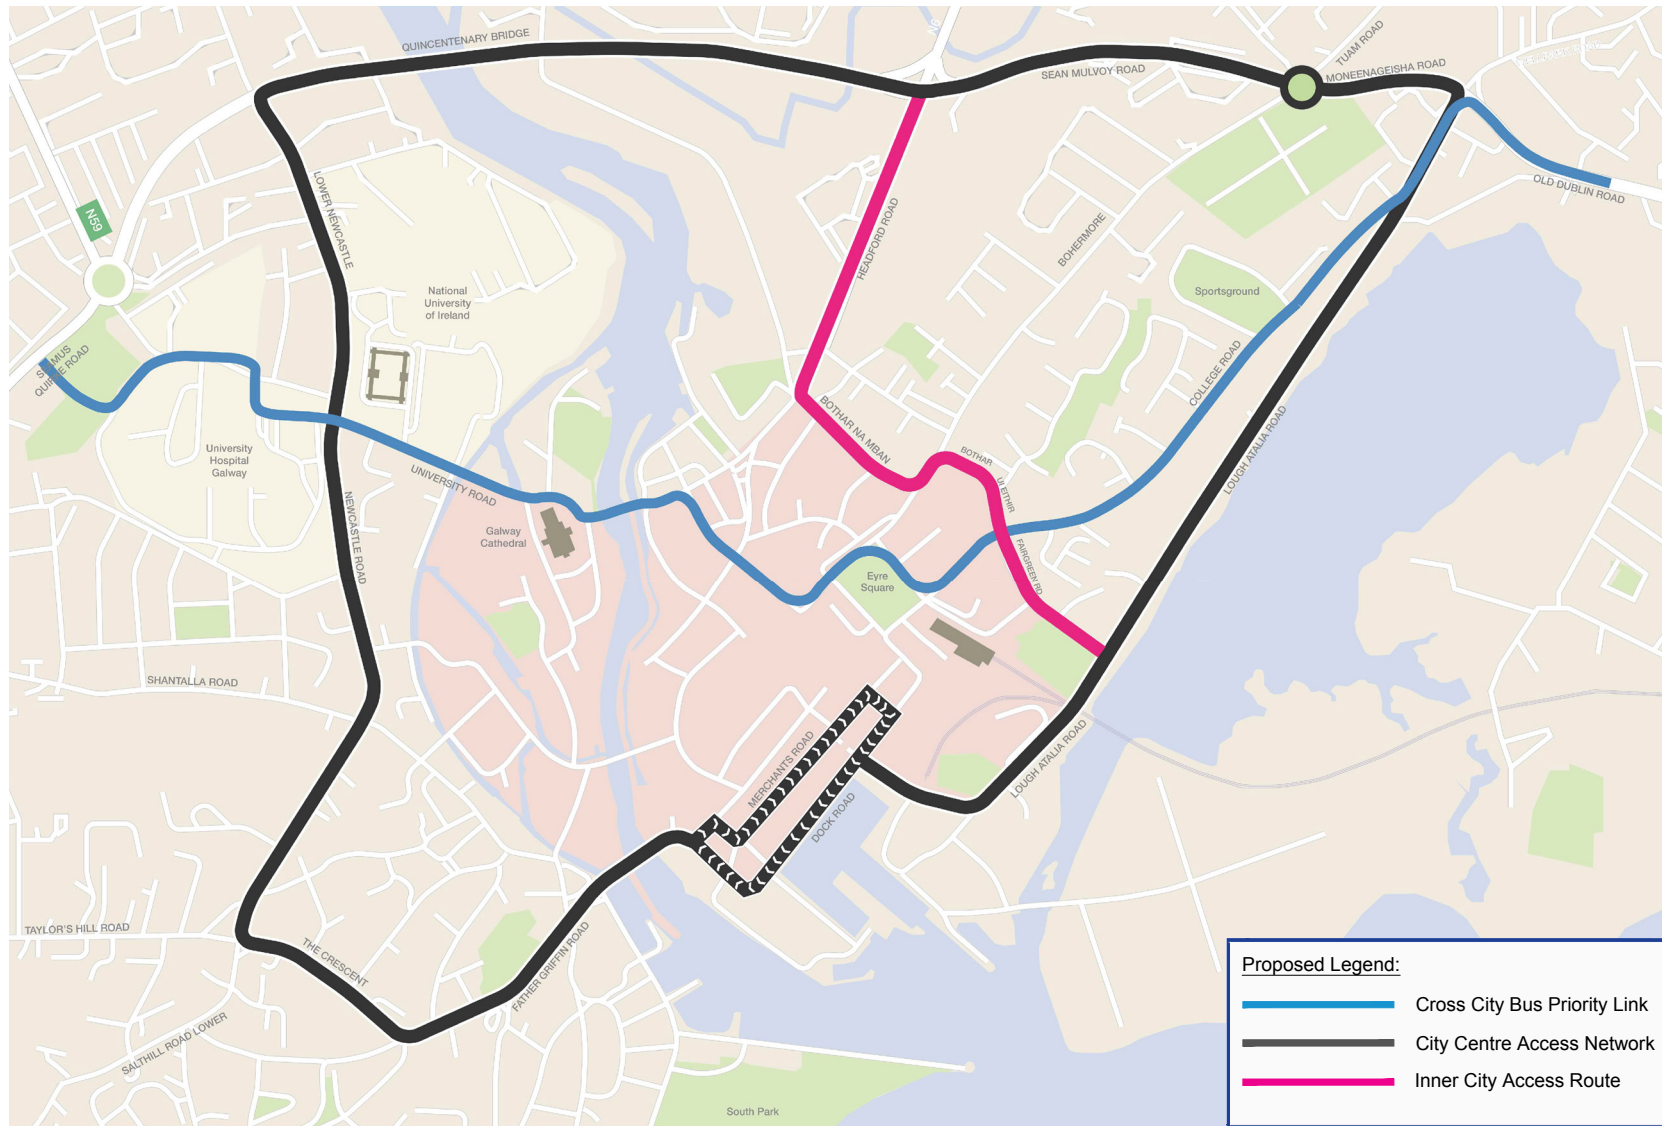 QUINCENTENARY BRIDGE
N6
TUAM ROAD
SEAN MULVOY ROAD
MONEENAGEISHA ROAD
OLD DUBLIN ROAD
N59
LOWER NEWCASTLE
National
University
of Ireland
HEADFORD ROAD
BOHERMORE
Sportsground
QUIRKE ROAD
COLLEGE ROAD
BOTHAR NA MBAN
BOTHAR
UI EITHIR
University
Hospital
Galway
UNIVERSITY ROAD
LOUGH ATALIA ROAD
NEWCASTLE ROAD
Galway
Cathedral
FAIRGREEN RD
Eyre
Square
SHANTALLA ROAD
MERCHANTS ROAD
DOCK ROAD
LOUGH ATALIA ROAD
TAYLOR'S HILL ROAD
THE CRESCENT
FATHER GRIFFIN ROAD
SALTHILL ROAD LOWER
South Park
Proposed Legend:
Cross City Bus Priority Link
City Centre Access Network
Inner City Access Route